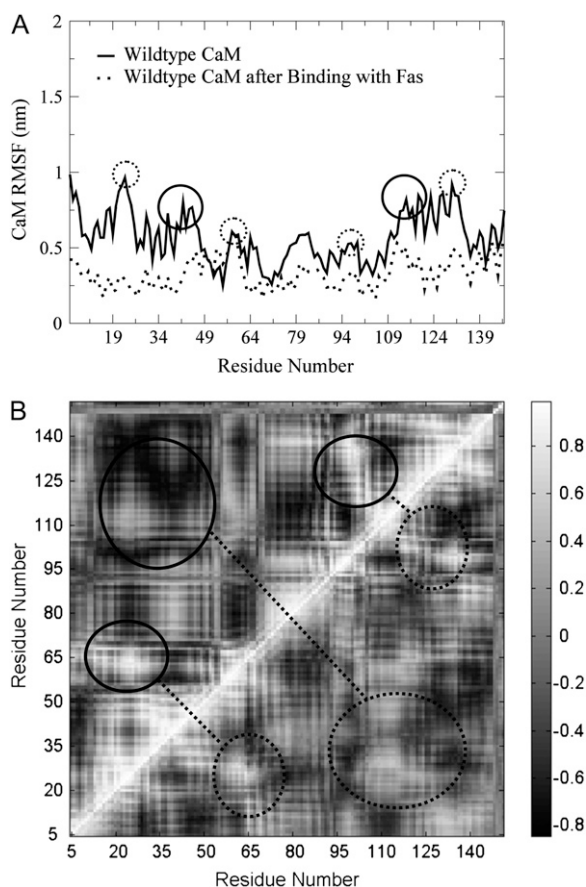 A
Wildtype CaM
Wildtype CaM after Binding with Fas
CaM RMSF (nm)
2
1.5
1
0.5
0
19 34 49 64 79 94 109 124 139
Residue Number
B
Residue Number
140
125
110
95
80
65
50
35
20
5
5 20 35 50 65 80 95 110 125 140
Residue Number
0.8
0.6
0.4
0.2
0
-0.2
-0.4
-0.6
-0.8